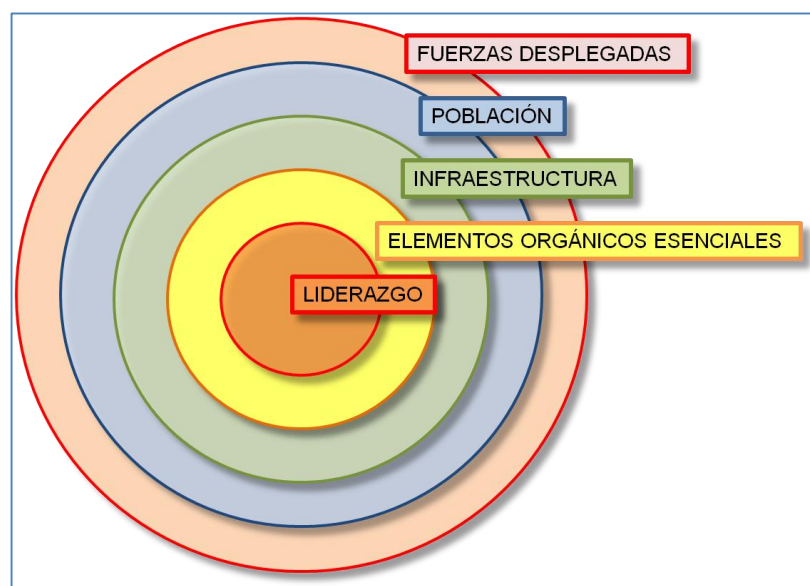 FUERZAS DESPLEGADAS
POBLACIÓN
INFRAESTRUCTURA
ELEMENTOS ORGÁNICOS ESENCIALES
LIDERAZGO